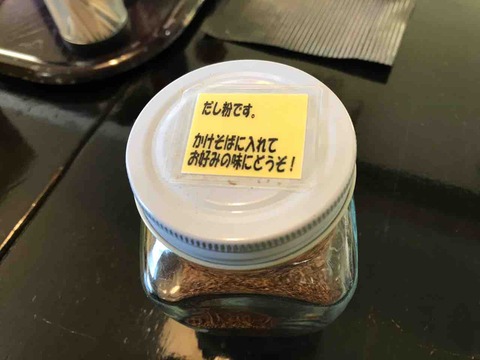 だし粉です。
かけそばに入れて
お好みの味にどうぞ！